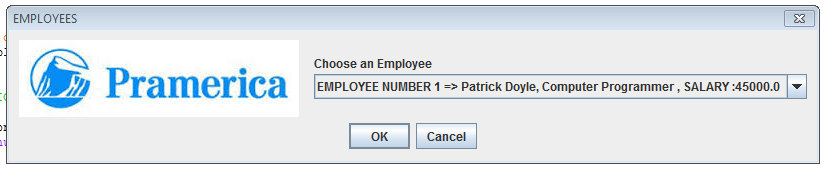 EMPLOYEES
Pramerica
Choose an Employee
EMPLOYEE NUMBER 1 => Patrick Doyle, Computer Programmer , SALARY :45000.0
OK
Cancel